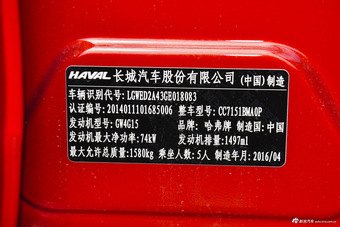 HAVAL 长城汽车股份有限公司 (中国)制造
车辆识别代号: LGWED2A43GE018083
认证编号: 2014011101685006 整车型号: CC7151BMA0P
发动机型号: GW4G15 品牌: 哈弗牌 制造国: 中国
发动机最大净功率: 74kW 发动机排量: 1497ml
最大允许总质量: 1580kg 乘坐人数: 5人 制造年月: 2016/04